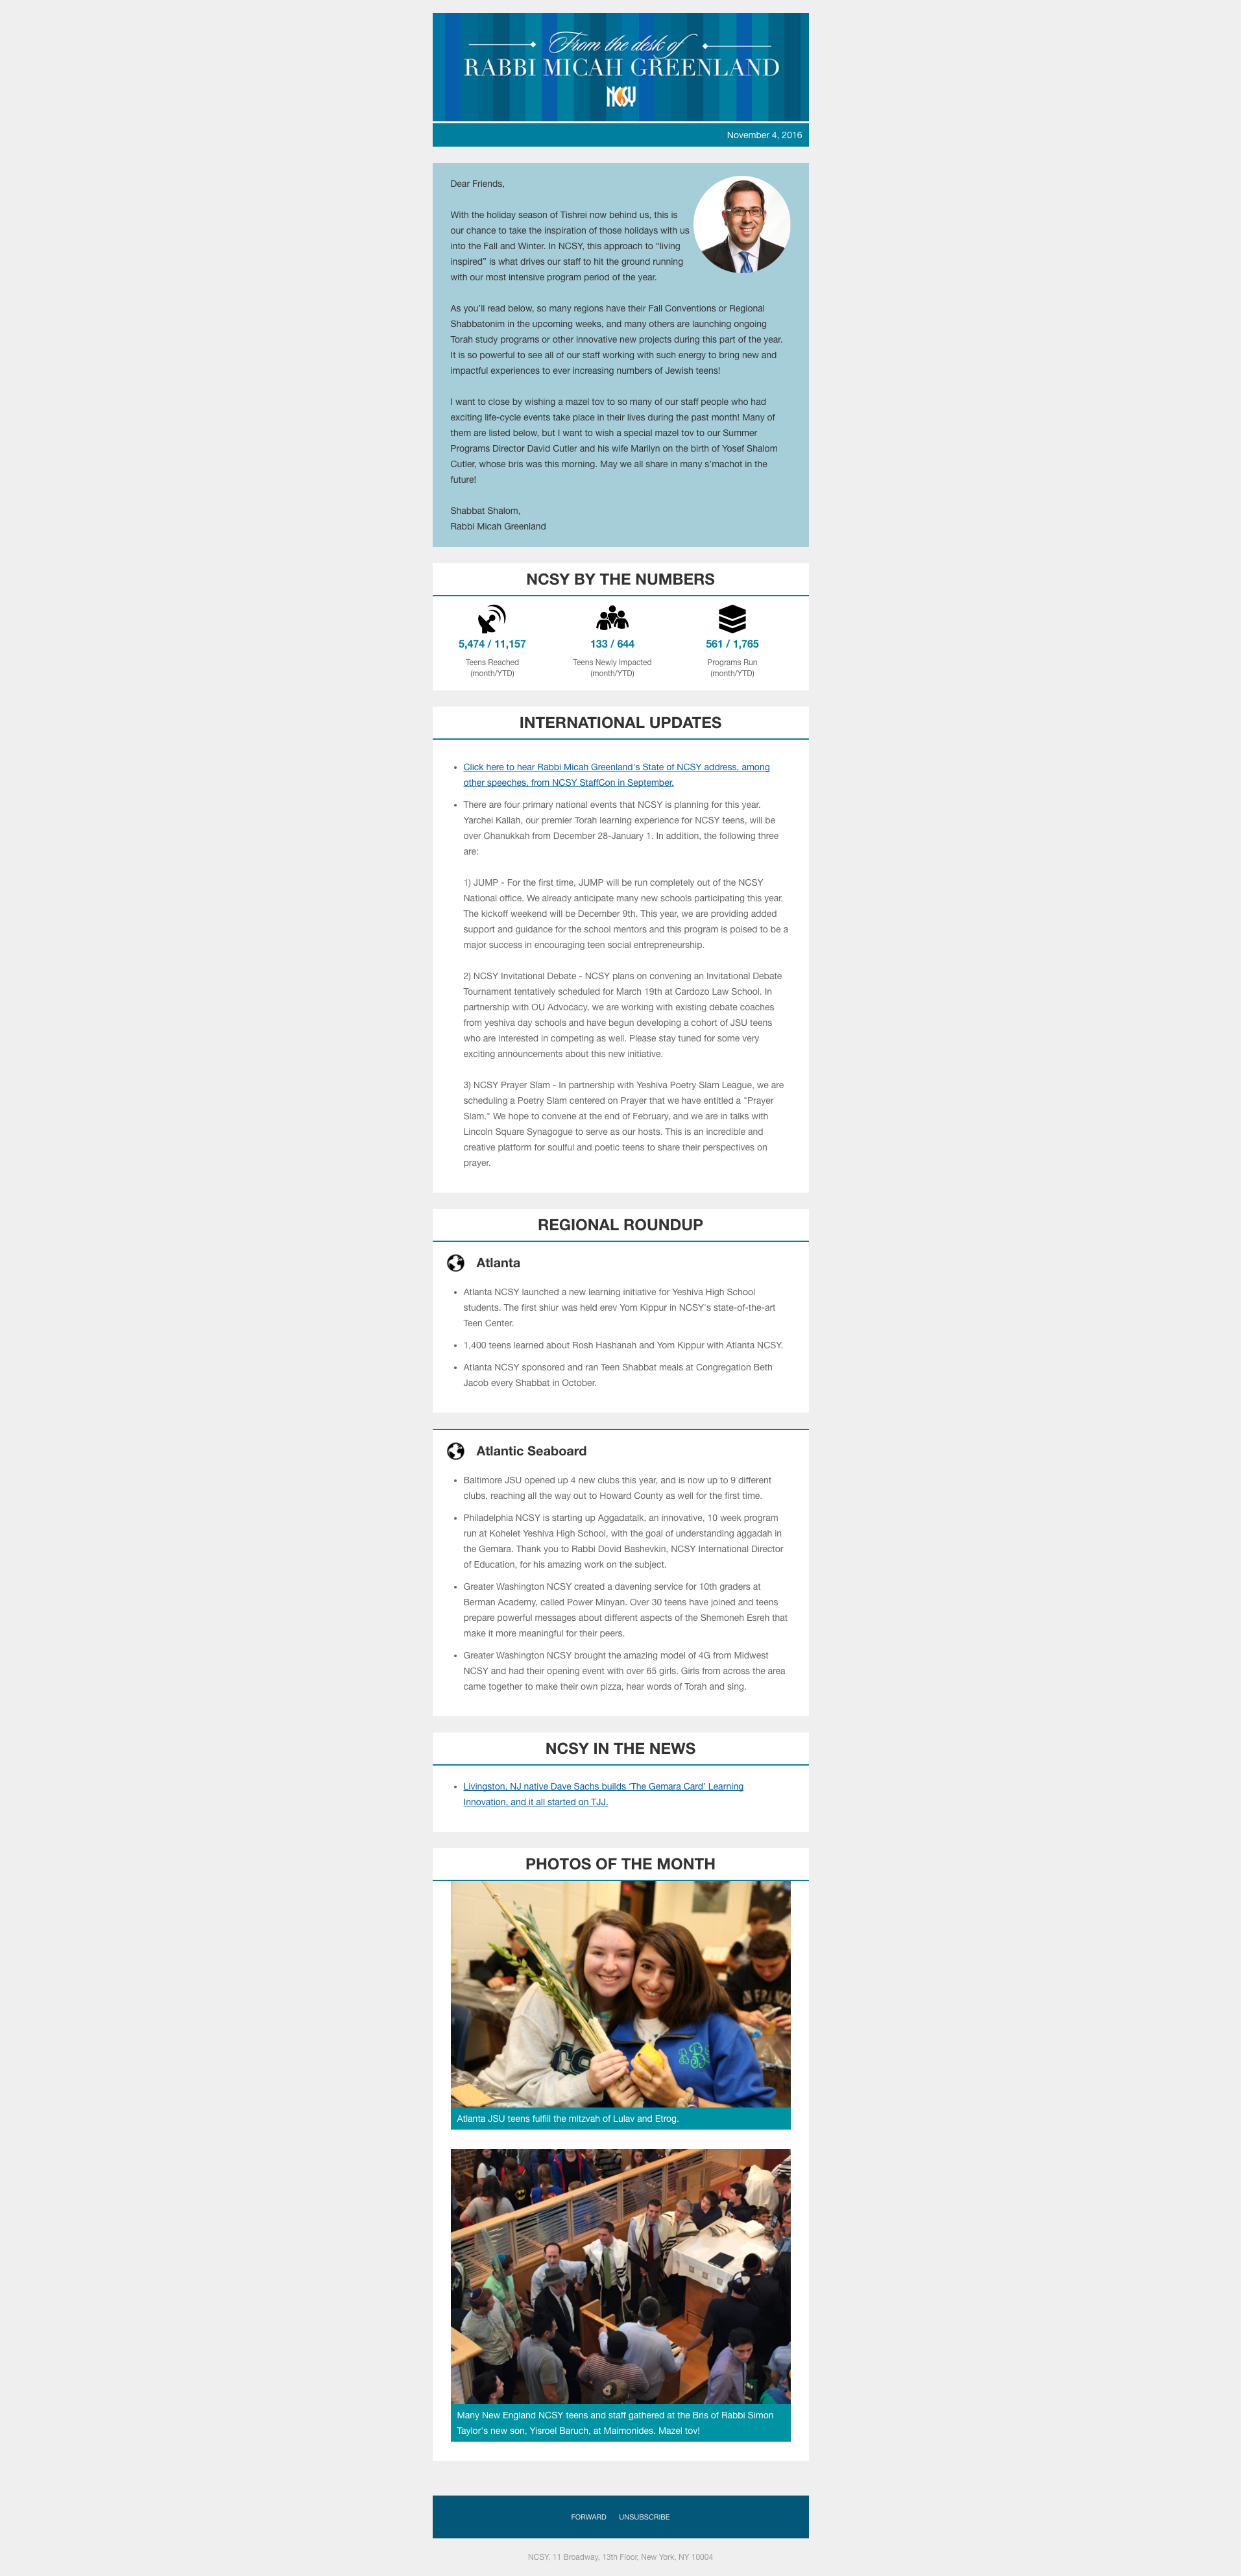 From the desk of
RABBI MICAH GREENLAND
NCSY
November 4, 2016
Dear Friends,
With the holiday season of Tishrei now behind us, this is
our chance to take the inspiration of those holidays with us
into the Fall and Winter. In NCSY, this approach to “living
inspired” is what drives our staff to hit the ground running
with our most intensive program period of the year.
As you’ll read below, so many regions have their Fall Conventions or Regional
Shabbatonim in the upcoming weeks, and many others are launching ongoing
Torah study programs or other innovative new projects during this part of the year.
It is so powerful to see all of our staff working with such energy to bring new and
impactful experiences to ever increasing numbers of Jewish teens!
I want to close by wishing a mazel tov to so many of our staff people who had
exciting life-cycle events take place in their lives during the past month! Many of
them are listed below, but I want to wish a special mazel tov to our Summer
Programs Director David Cutler and his wife Marilyn on the birth of Yosef Shalom
Cutler, whose bris was this morning. May we all share in many s’machot in the
future!
Shabbat Shalom,
Rabbi Micah Greenland
NCSY BY THE NUMBERS
5,474 / 11,157
Teens Reached
(month/YTD)
133 / 644
Teens Newly Impacted
(month/YTD)
561 / 1,765
Programs Run
(month/YTD)
INTERNATIONAL UPDATES
• Click here to hear Rabbi Micah Greenland's State of NCSY address, among
other speeches, from NCSY StaffCon in September.
• There are four primary national events that NCSY is planning for this year.
Yarchei Kallah, our premier Torah learning experience for NCSY teens, will be
over Chanukkah from December 28-January 1. In addition, the following three
are:
1) JUMP - For the first time, JUMP will be run completely out of the NCSY
National office. We already anticipate many new schools participating this year.
The kickoff weekend will be December 9th. This year, we are providing added
support and guidance for the school mentors and this program is poised to be a
major success in encouraging teen social entrepreneurship.
2) NCSY Invitational Debate - NCSY plans on convening an Invitational Debate
Tournament tentatively scheduled for March 19th at Cardozo Law School. In
partnership with OU Advocacy, we are working with existing debate coaches
from yeshiva day schools and have begun developing a cohort of JSU teens
who are interested in competing as well. Please stay tuned for some very
exciting announcements about this new initiative.
3) NCSY Prayer Slam - In partnership with Yeshiva Poetry Slam League, we are
scheduling a Poetry Slam centered on Prayer that we have entitled a "Prayer
Slam." We hope to convene at the end of February, and we are in talks with
Lincoln Square Synagogue to serve as our hosts. This is an incredible and
creative platform for soulful and poetic teens to share their perspectives on
prayer.
REGIONAL ROUNDUP
Atlanta
• Atlanta NCSY launched a new learning initiative for Yeshiva High School
students. The first shiur was held erev Yom Kippur in NCSY's state-of-the-art
Teen Center.
• 1,400 teens learned about Rosh Hashanah and Yom Kippur with Atlanta NCSY.
• Atlanta NCSY sponsored and ran Teen Shabbat meals at Congregation Beth
Jacob every Shabbat in October.
Atlantic Seaboard
• Baltimore JSU opened up 4 new clubs this year, and is now up to 9 different
clubs, reaching all the way out to Howard County as well for the first time.
• Philadelphia NCSY is starting up Aggadatalk, an innovative, 10 week program
run at Kohelet Yeshiva High School, with the goal of understanding aggadah in
the Gemara. Thank you to Rabbi Dovid Bashevkin, NCSY International Director
of Education, for his amazing work on the subject.
• Greater Washington NCSY created a davening service for 10th graders at
Berman Academy, called Power Minyan. Over 30 teens have joined and teens
prepare powerful messages about different aspects of the Shemoneh Esreh that
make it more meaningful for their peers.
• Greater Washington NCSY brought the amazing model of 4G from Midwest
NCSY and had their opening event with over 65 girls. Girls from across the area
came together to make their own pizza, hear words of Torah and sing.
NCSY IN THE NEWS
• Livingston, NJ native Dave Sachs builds ‘The Gemara Card’ Learning
Innovation, and it all started on TJJ.
PHOTOS OF THE MONTH
Atlanta JSU teens fulfill the mitzvah of Lulav and Etrog.
Many New England NCSY teens and staff gathered at the Bris of Rabbi Simon
Taylor's new son, Yisroel Baruch, at Maimonides. Mazel tov!
FORWARD UNSUBSCRIBE
NCSY, 11 Broadway, 13th Floor, New York, NY 10004